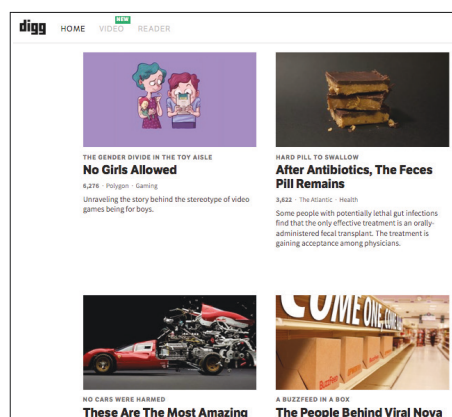 digg HOME VIDEO NEW READER
THE GENDER DIVIDE IN THE TOY AISLE
No Girls Allowed
6,276 · Polygon · Gaming
Unraveling the story behind the stereotype of video
games being for boys.
HARD PILL TO SWALLOW
After Antibiotics, The Feces
Pill Remains
3,622 · The Atlantic · Health
Some people with potentially lethal gut infections
find that the only effective treatment is an orally-
administered fecal transplant. The treatment is
gaining acceptance among physicians.
COME ONE, COME
BuzzFeed
NO CARS WERE HARMED
These Are The Most Amazing
A BUZZFEED IN A BOX
The People Behind Viral Nova